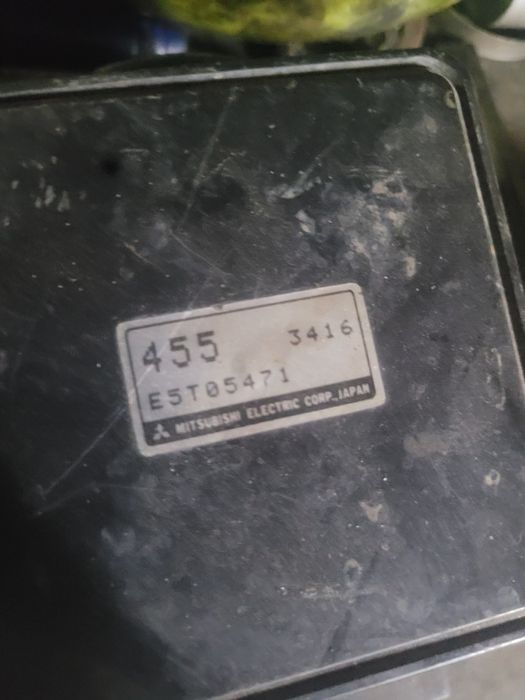 455 3416
E5T05471
MITSUBISHI ELECTRIC CORP., JAPAN